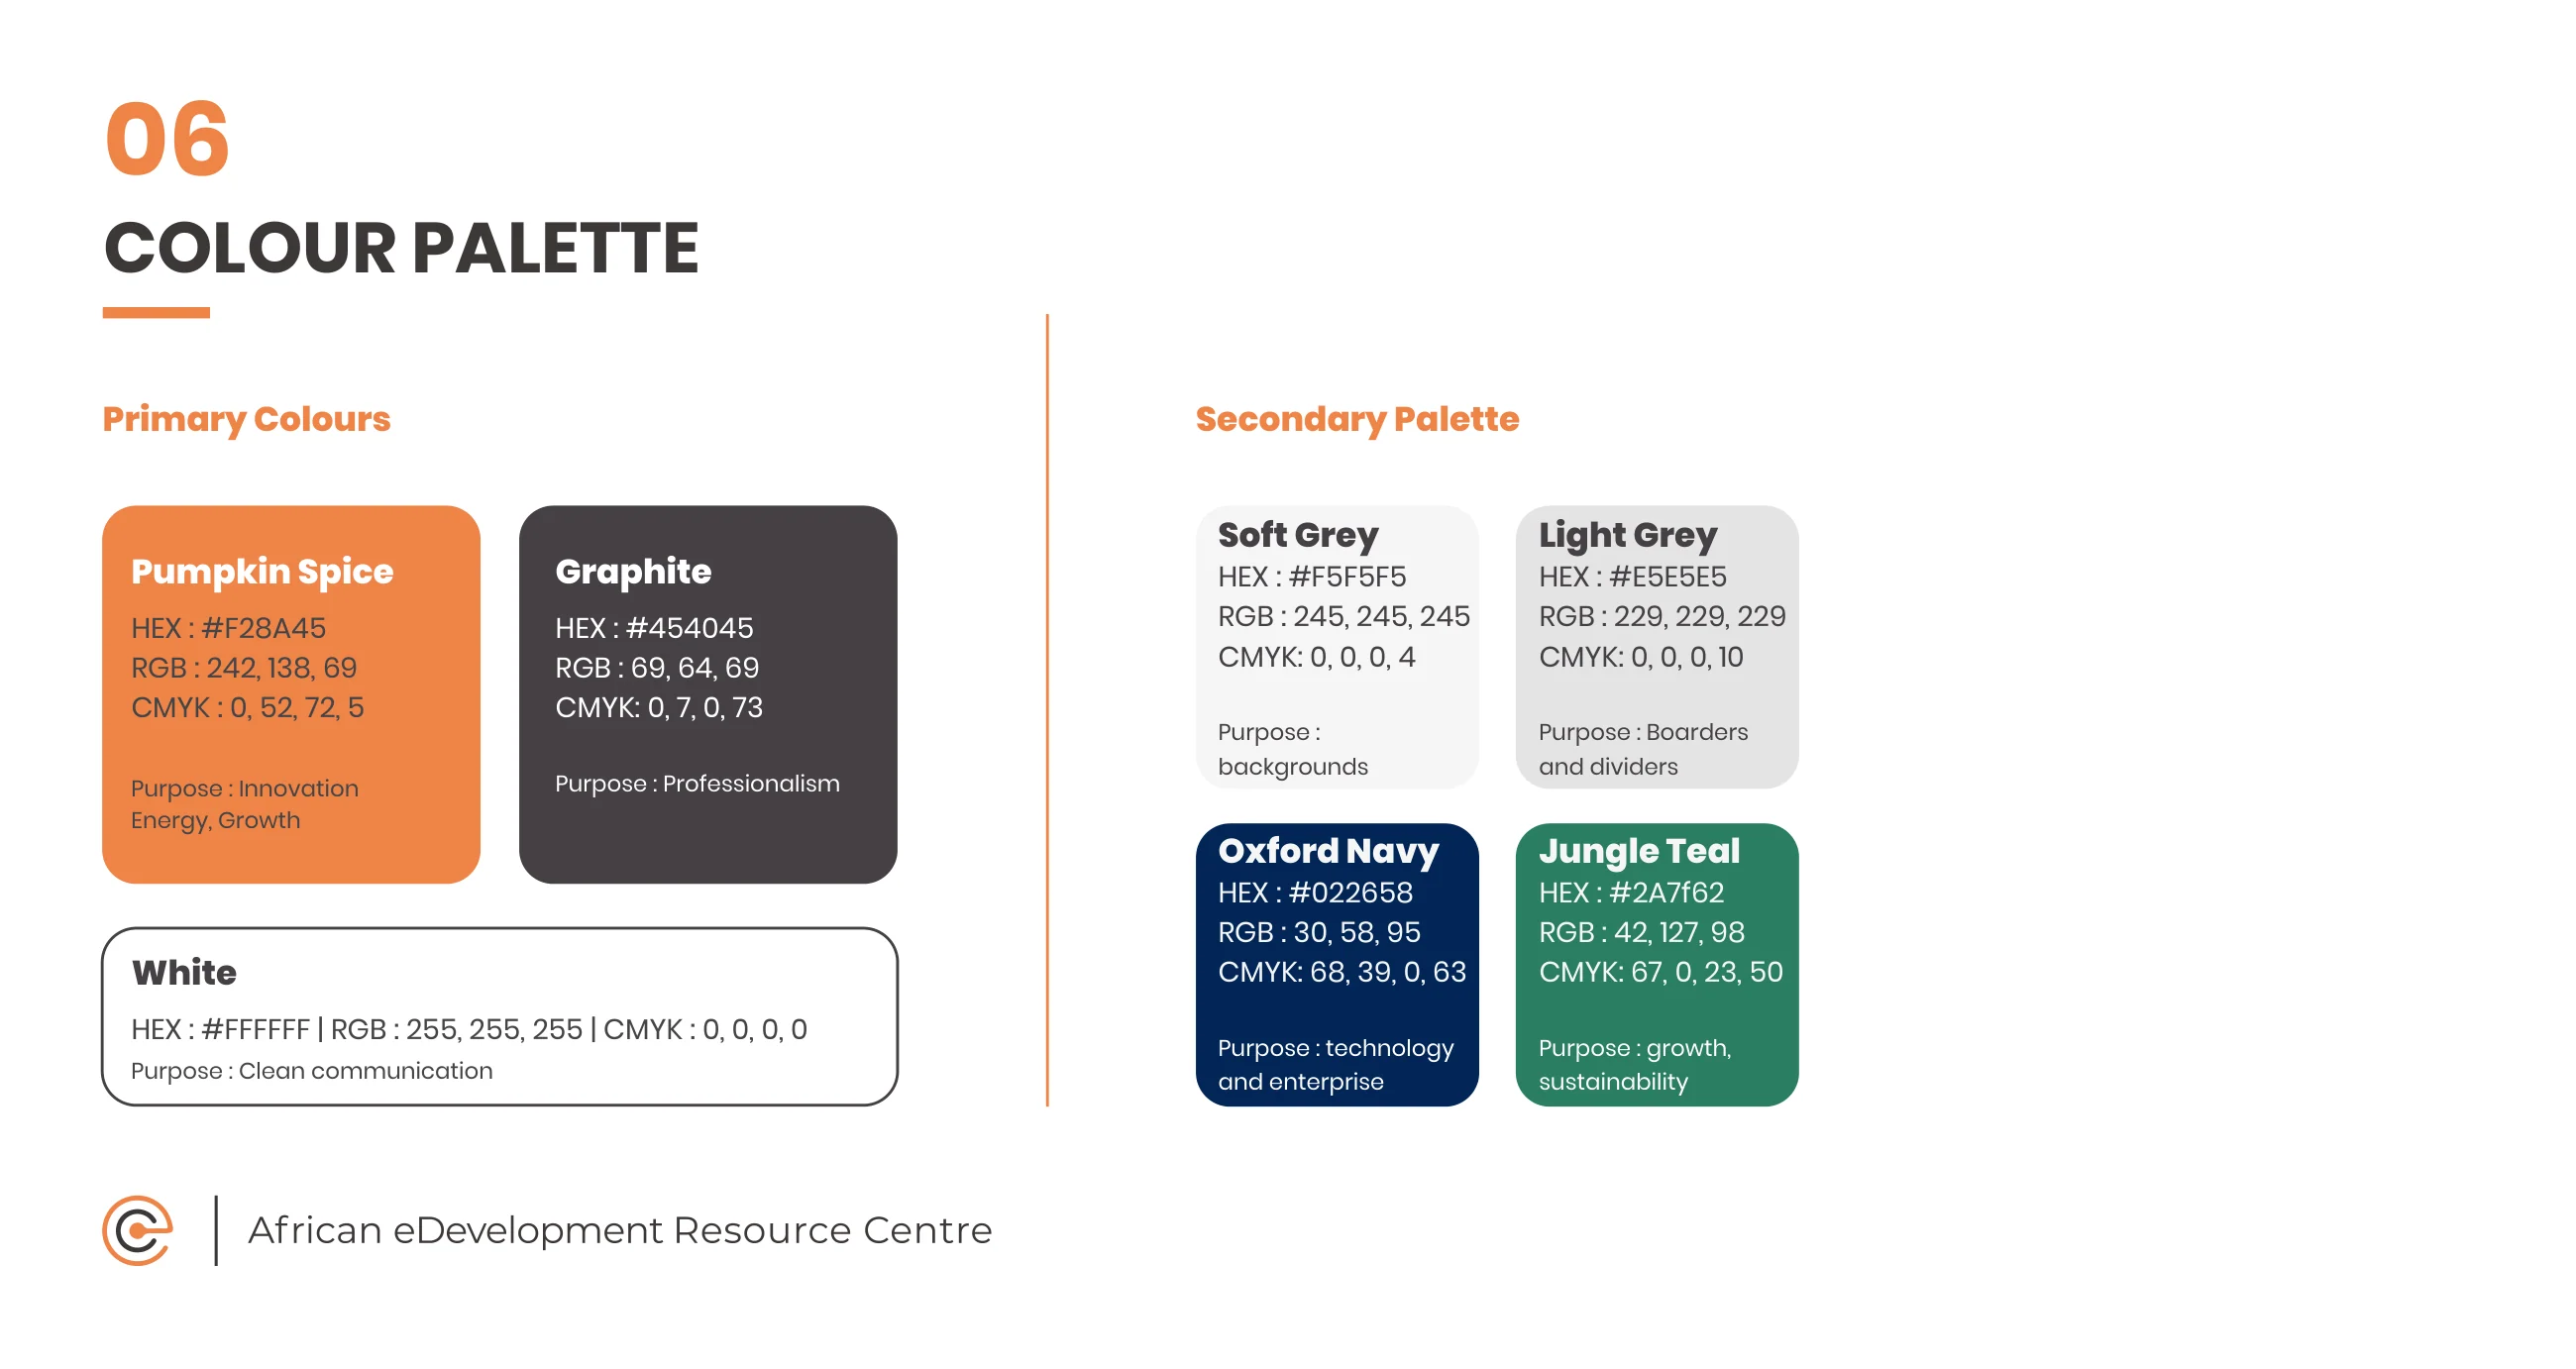 06
COLOUR PALETTE
Primary Colours
Pumpkin Spice
HEX : #F28A45
RGB : 242, 138, 69
CMYK : 0, 52, 72, 5
Purpose : Innovation
Energy, Growth
Graphite
HEX : #454045
RGB : 69, 64, 69
CMYK: 0, 7, 0, 73
Purpose : Professionalism
White
HEX : #FFFFFF | RGB : 255, 255, 255 | CMYK : 0, 0, 0, 0
Purpose : Clean communication
Secondary Palette
Soft Grey
HEX : #F5F5F5
RGB : 245, 245, 245
CMYK: 0, 0, 0, 4
Purpose :
backgrounds
Light Grey
HEX : #E5E5E5
RGB : 229, 229, 229
CMYK: 0, 0, 0, 10
Purpose : Boarders
and dividers
Oxford Navy
HEX : #022658
RGB : 30, 58, 95
CMYK: 68, 39, 0, 63
Purpose : technology
and enterprise
Jungle Teal
HEX : #2A7f62
RGB : 42, 127, 98
CMYK: 67, 0, 23, 50
Purpose : growth,
sustainability
African eDevelopment Resource Centre